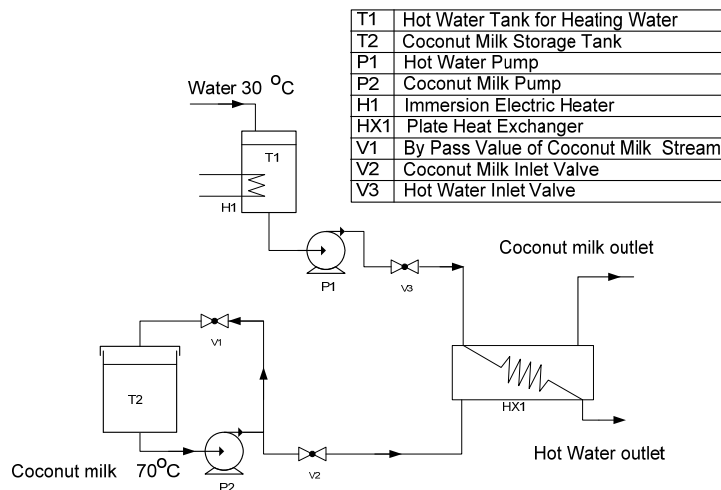 T1 Hot Water Tank for Heating Water
T2 Coconut Milk Storage Tank
P1 Hot Water Pump
P2 Coconut Milk Pump
H1 Immersion Electric Heater
HX1 Plate Heat Exchanger
V1 By Pass Value of Coconut Milk Stream
V2 Coconut Milk Inlet Valve
V3 Hot Water Inlet Valve
Water 30 °C
T1
H1
P1
V3
Coconut milk outlet
V1
T2
HX1
P2
V2
Coconut milk 70°C
Hot Water outlet